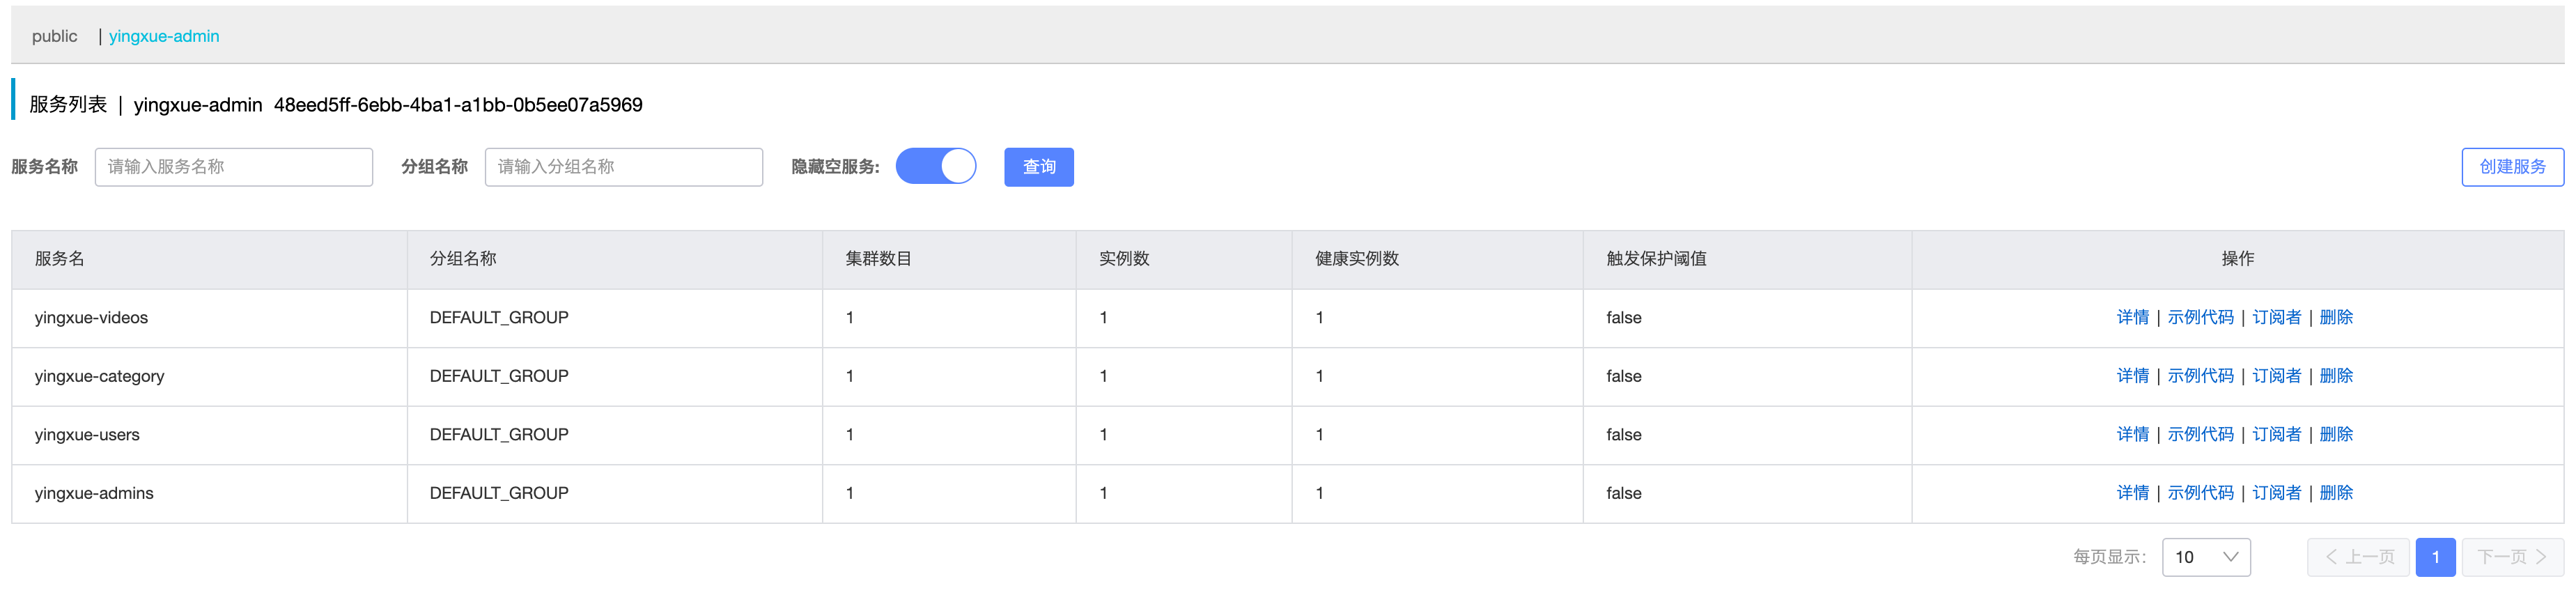 public | yingxue-admin
服务列表 | yingxue-admin 48eed5ff-6ebb-4ba1-a1bb-0b5ee07a5969
服务名称 请输入服务名称 分组名称 请输入分组名称 隐藏空服务: 查询 创建服务
服务名 分组名称 集群数目 实例数 健康实例数 触发保护阈值 操作
yingxue-videos DEFAULT_GROUP 1 1 1 false 详情 | 示例代码 | 订阅者 | 删除
yingxue-category DEFAULT_GROUP 1 1 1 false 详情 | 示例代码 | 订阅者 | 删除
yingxue-users DEFAULT_GROUP 1 1 1 false 详情 | 示例代码 | 订阅者 | 删除
yingxue-admins DEFAULT_GROUP 1 1 1 false 详情 | 示例代码 | 订阅者 | 删除
每页显示: 10 上一页 1 下一页